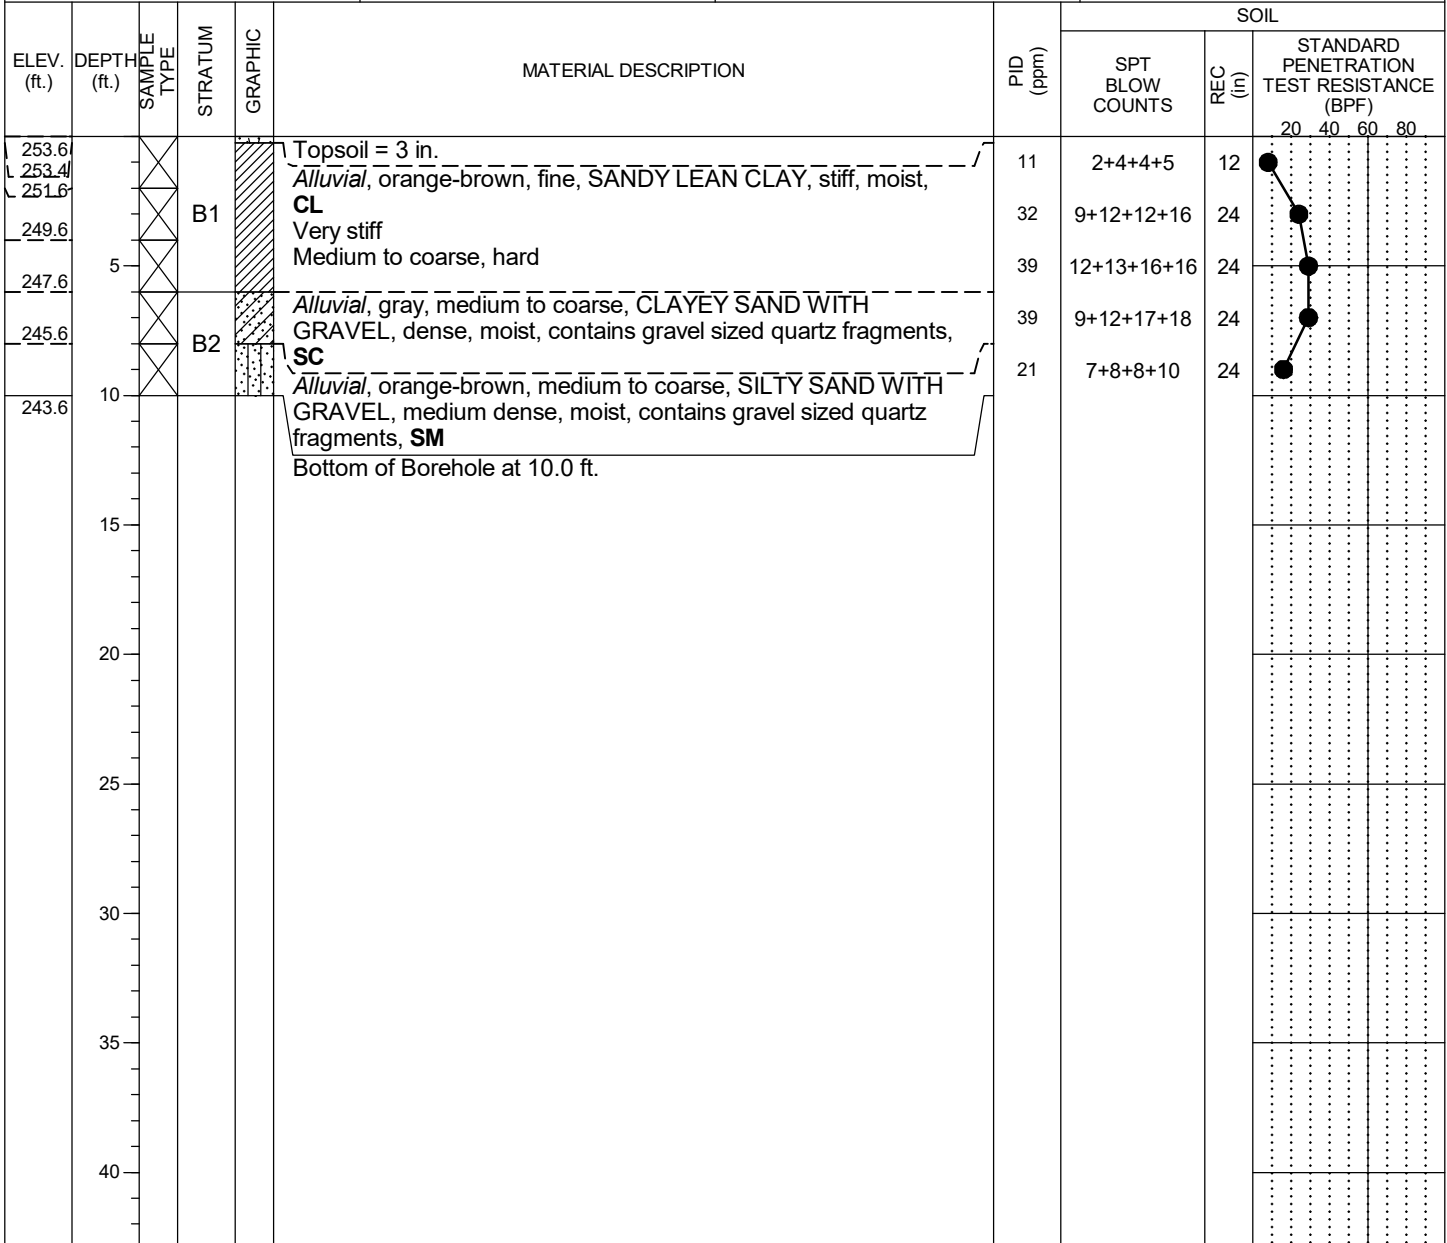 SOIL
ELEV. (ft.)
DEPTH (ft.)
SAMPLE TYPE
STRATUM
GRAPHIC
MATERIAL DESCRIPTION
PID (ppm)
SPT BLOW COUNTS
REC (in)
STANDARD PENETRATION TEST RESISTANCE (BPF)
20 40 60 80
253.6
253.4
251.6
249.6
247.6
245.6
243.6
5
10
15
20
25
30
35
40
B1
B2
Topsoil = 3 in.
Alluvial, orange-brown, fine, SANDY LEAN CLAY, stiff, moist,
CL
Very stiff
Medium to coarse, hard
Alluvial, gray, medium to coarse, CLAYEY SAND WITH
GRAVEL, dense, moist, contains gravel sized quartz fragments,
SC
Alluvial, orange-brown, medium to coarse, SILTY SAND WITH
GRAVEL, medium dense, moist, contains gravel sized quartz
fragments, SM
Bottom of Borehole at 10.0 ft.
11 2+4+4+5 12
32 9+12+12+16 24
39 12+13+16+16 24
39 9+12+17+18 24
21 7+8+8+10 24